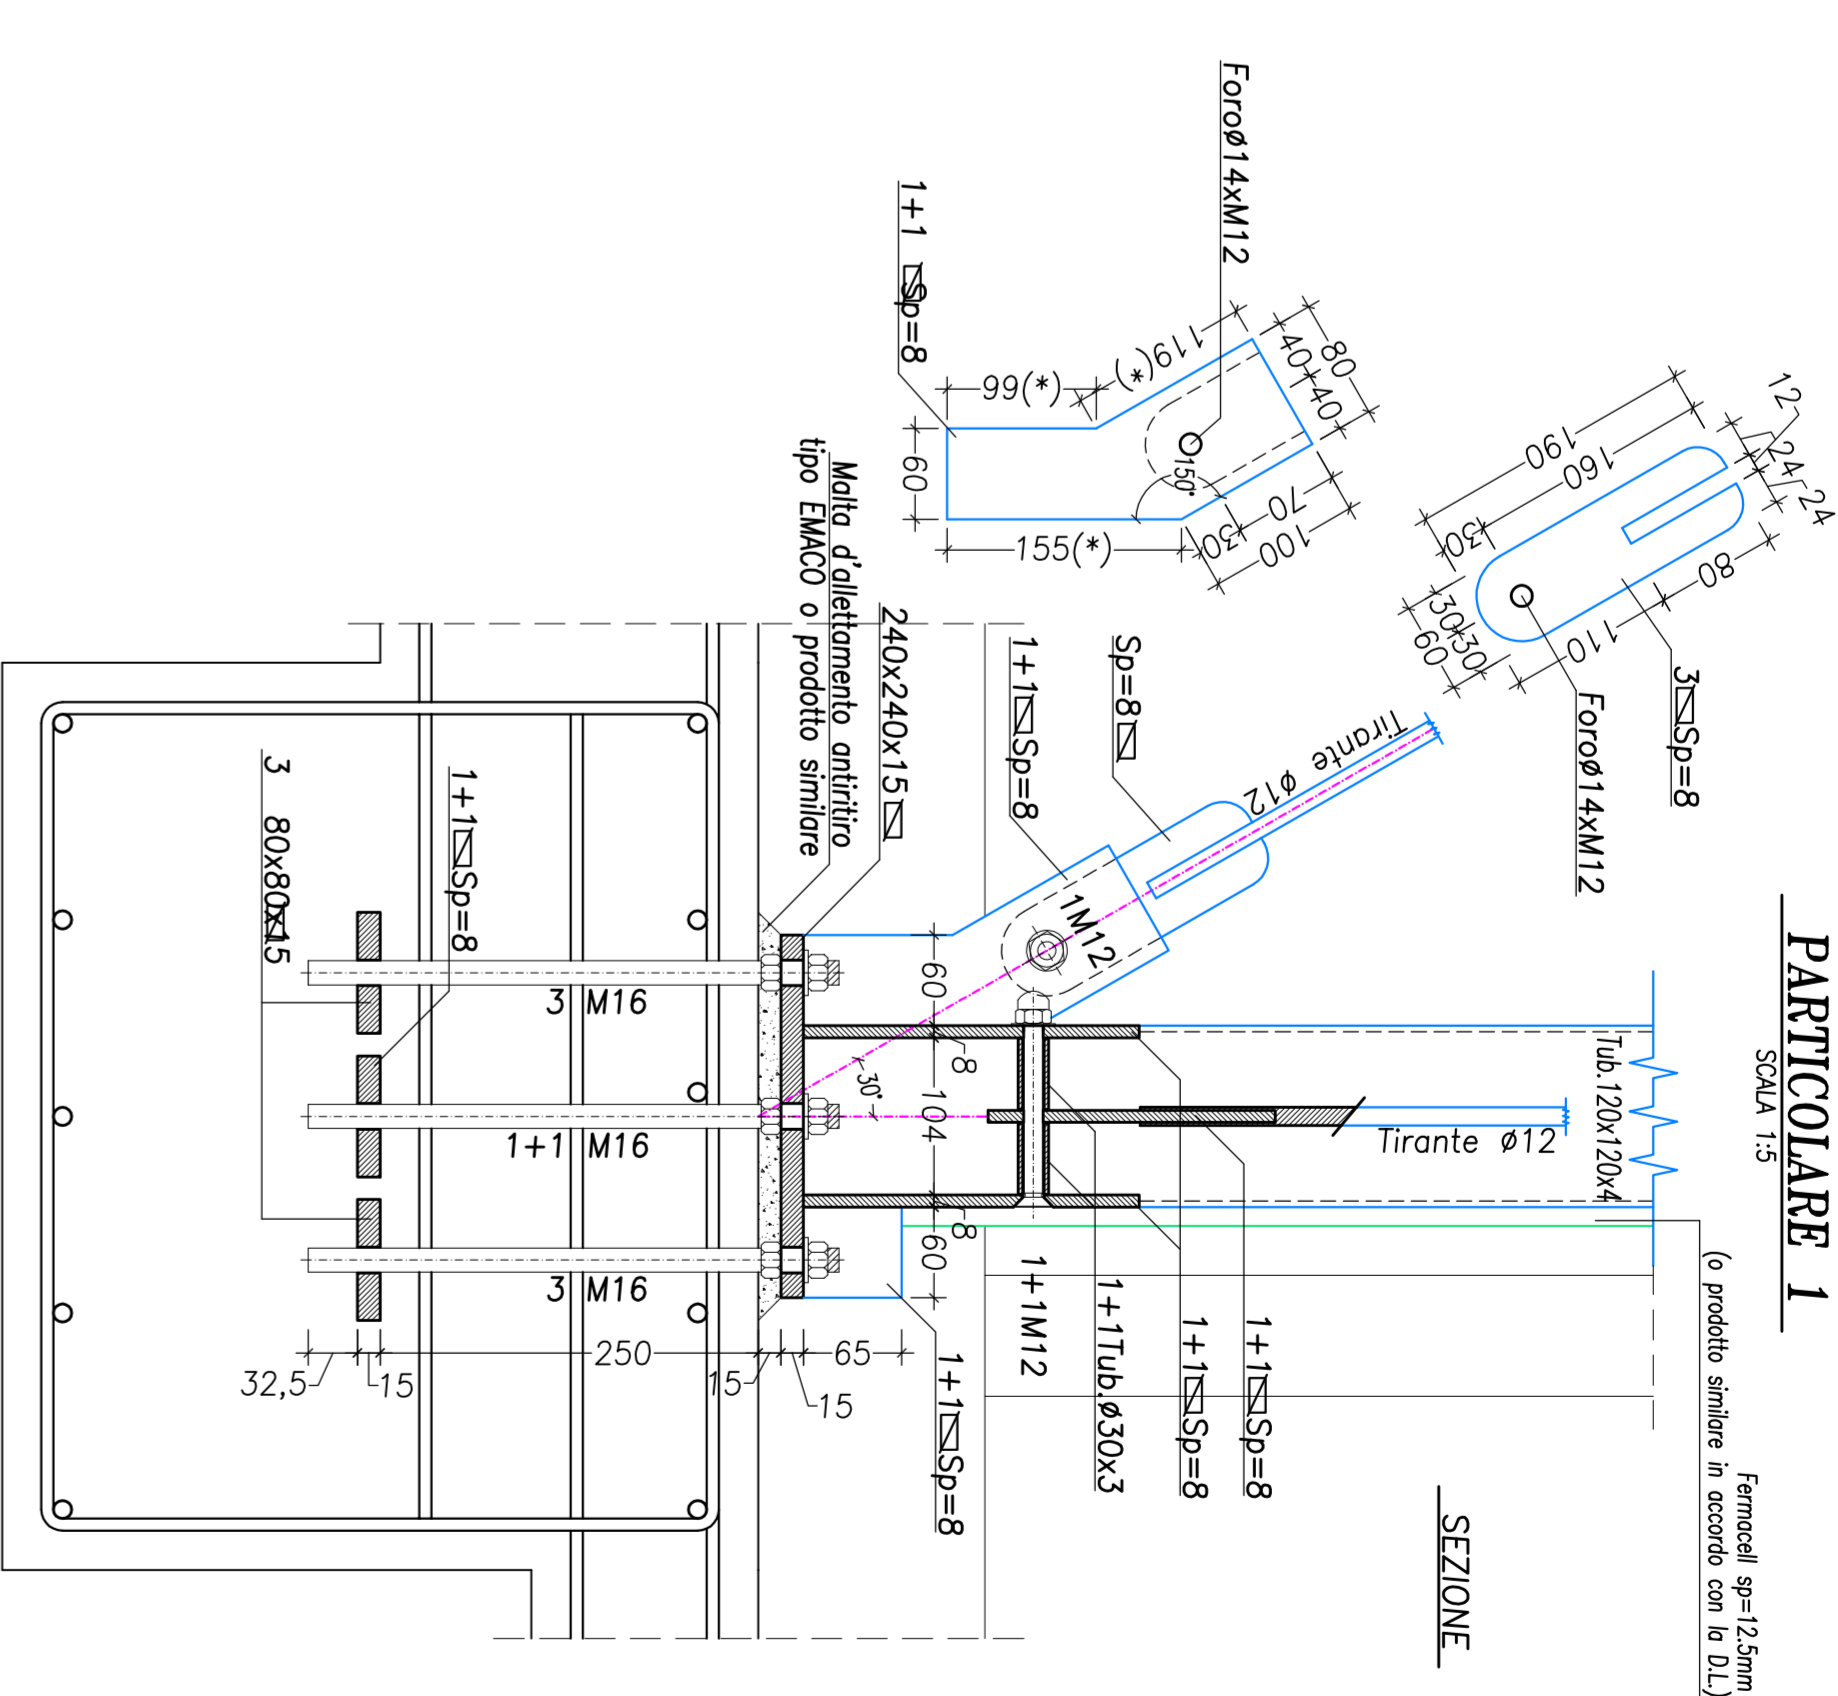 PARTICOLARE 1
SCALA 1:5
Fermacell sp=12.5mm
(o prodotto similare in accordo con la D.L.)
SEZIONE
12
24
24
190
160
30
80
110
30
30
60
3 Sp=8
Foroø14xM12
Foroø14xM12
80
40
40
119(*)
99(*)
150°
70
30
100
60
155(*)
1+1 Sp=8
Malta d'allettamento antiritiro
tipo EMACO o prodotto similare
240x240x15
1+1 Sp=8
Sp=8
Tirante ø12
1M12
Tub.120x120x4
Tirante ø12
60
8
104
8
60
30°
1+1 Sp=8
1+1 Sp=8
1+1Tub.ø30x3
1+1M12
1+1 Sp=8
3 M16
1+1 M16
3 M16
1+1 Sp=8
3 80x80x15
32,5
15
250
15
15
65